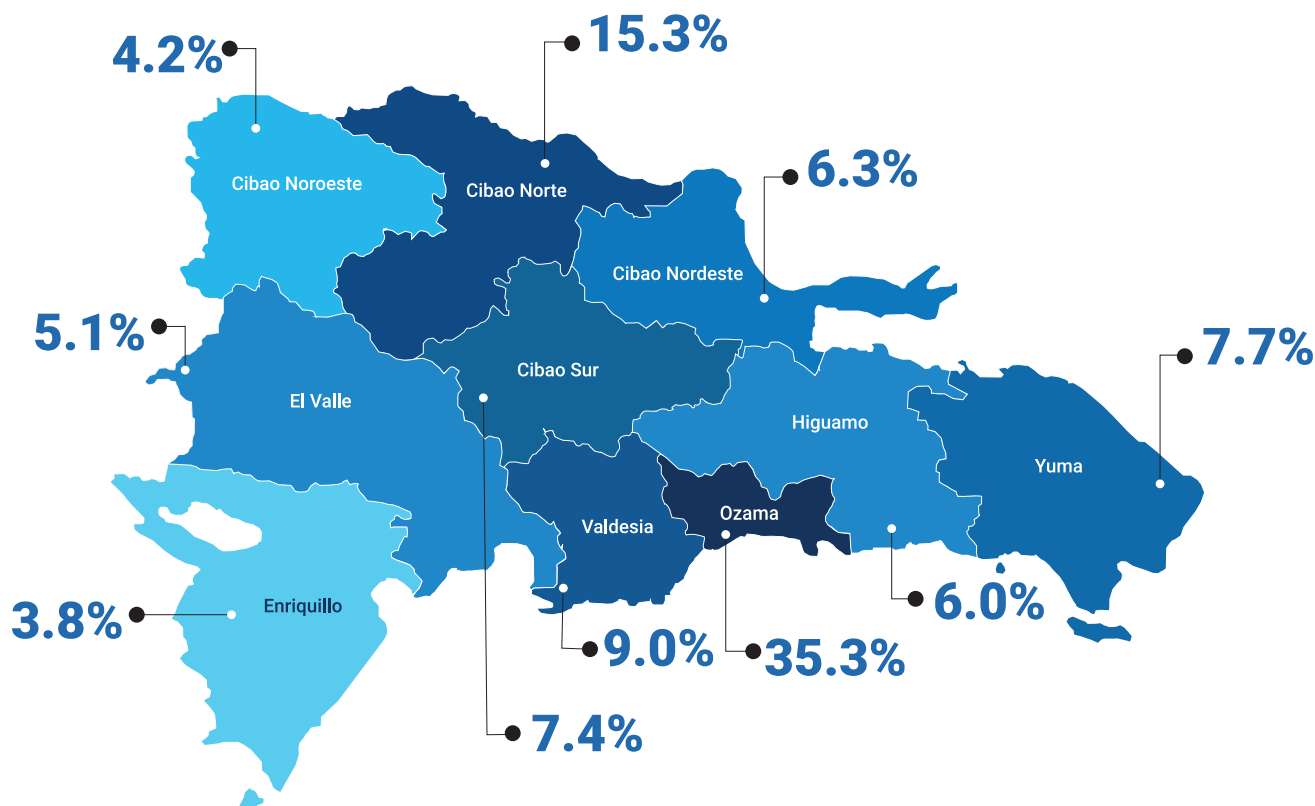 15.3%
4.2%
6.3%
Cibao Noroeste
Cibao Norte
Cibao Nordeste
5.1%
7.7%
Cibao Sur
El Valle
Higuamo
Yuma
Ozama
Valdesia
Enriquillo
3.8%
6.0%
9.0%
35.3%
7.4%